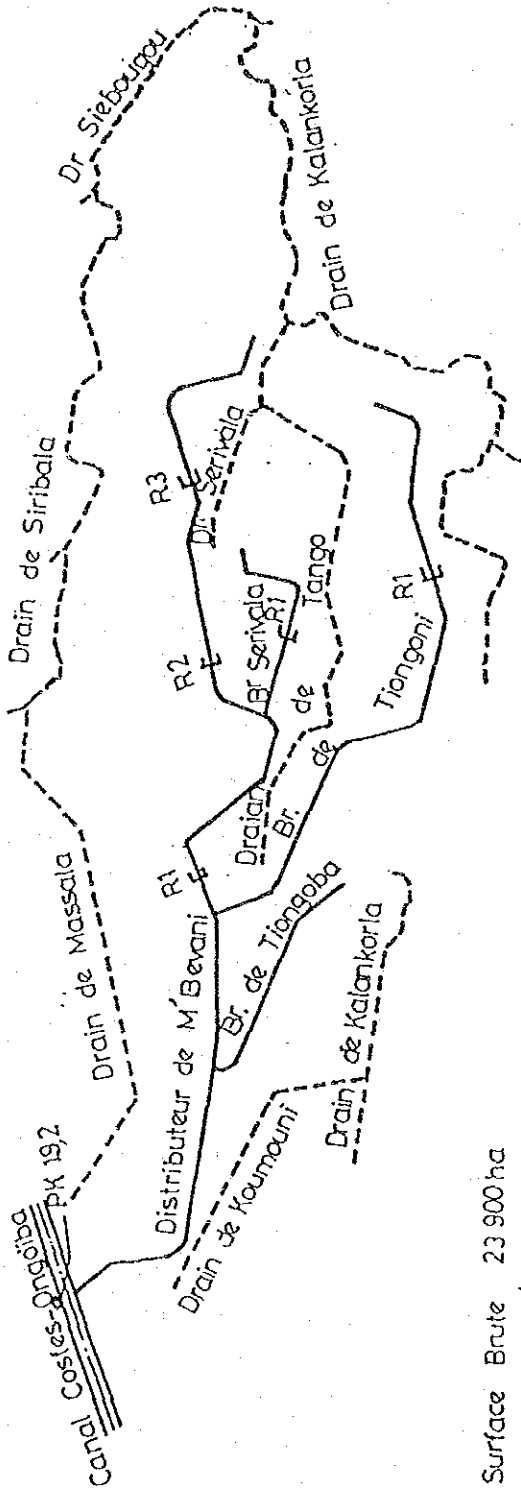 Canal Costes-Ongoïba
PK 19,2
Drain de Massala
Drain de Siribala
Dr Siebougou
Distributeur de M'Bevani
R1
R2
R3
Br Serivala
R1
Dr. Serivala
Draian de Tango
Br. de Tiongoni
R1
Br. de Tiongoba
Drain de Koumouni
Drain de Kalankorla
Drain de Kalankorla
Surface Brute 23 900 ha